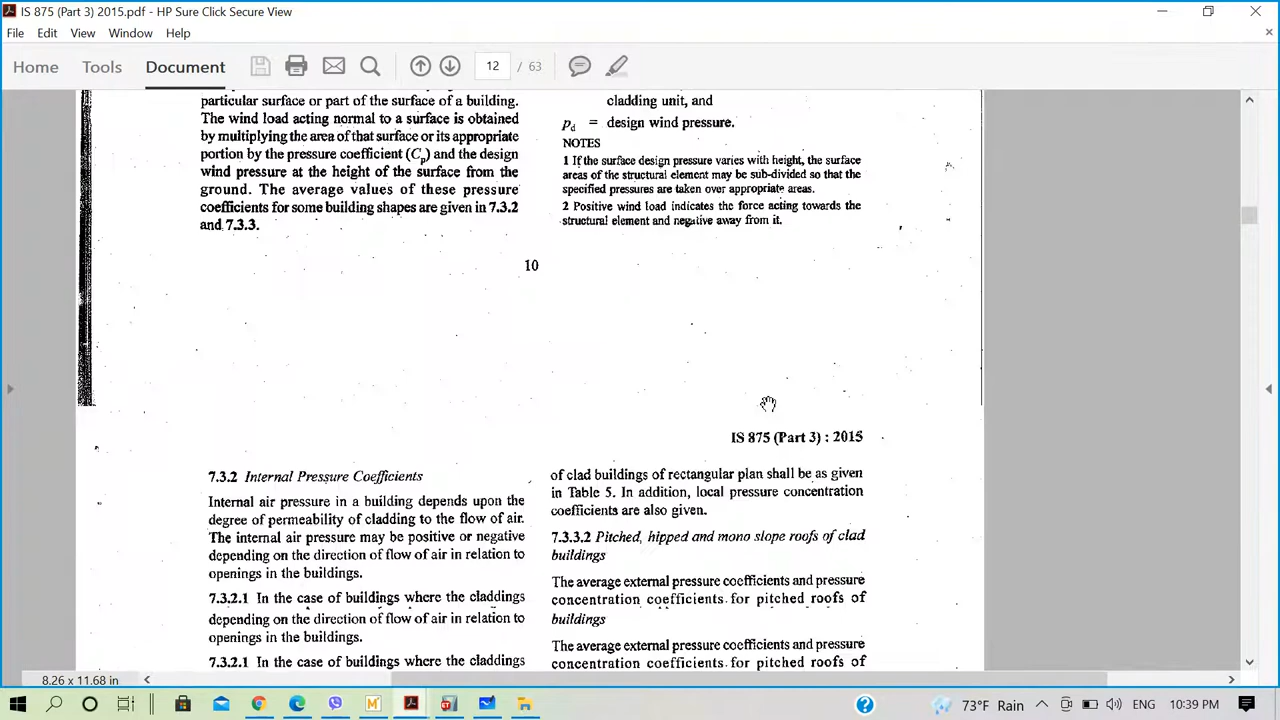 IS 875 (Part 3) 2015.pdf - HP Sure Click Secure View
File Edit View Window Help
Home Tools Document 12 / 63
particular surface or part of the surface of a building.
The wind load acting normal to a surface is obtained
by multiplying the area of that surface or its appropriate
portion by the pressure coefficient (Cp) and the design
wind pressure at the height of the surface from the
ground. The average values of these pressure
coefficients for some building shapes are given in 7.3.2
and 7.3.3.
cladding unit, and
pd = design wind pressure.
NOTES
1 If the surface design pressure varies with height, the surface
areas of the structural element may be sub-divided so that the
specified pressures are taken over appropriate areas.
2 Positive wind load indicates the force acting towards the
structural element and negative away from it.
10
IS 875 (Part 3) : 2015
7.3.2 Internal Pressure Coefficients
Internal air pressure in a building depends upon the
degree of permeability of cladding to the flow of air.
The internal air pressure may be positive or negative
depending on the direction of flow of air in relation to
openings in the buildings.
7.3.2.1 In the case of buildings where the claddings
depending on the direction of flow of air in relation to
openings in the buildings.
7.3.2.1 In the case of buildings where the claddings
of clad buildings of rectangular plan shall be as given
in Table 5. In addition, local pressure concentration
coefficients are also given.
7.3.3.2 Pitched, hipped and mono slope roofs of clad
buildings
The average external pressure coefficients and pressure
concentration coefficients for pitched roofs of
buildings
The average external pressure coefficients and pressure
concentration coefficients for pitched roofs of
8.26 x 11.68 in
73°F Rain ENG 10:39 PM